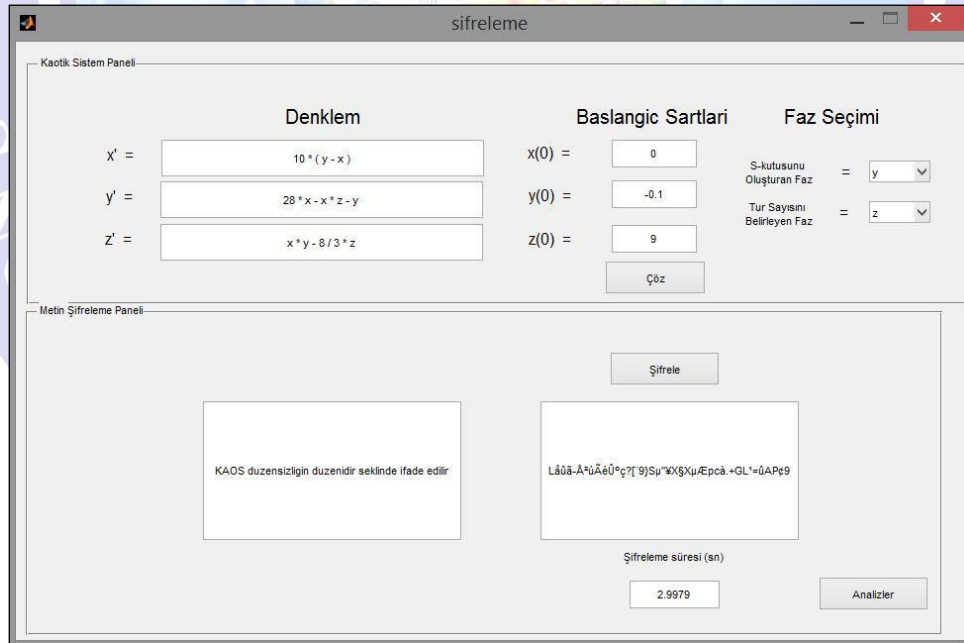 sifreleme
Kaotik Sistem Paneli
Denklem
Baslangic Sartlari
Faz Seçimi
x' = 10 * ( y - x )
x(0) = 0
S-kutusunu
Oluşturan Faz = y
y' = 28 * x - x * z - y
y(0) = -0.1
Tur Sayısını
Belirleyen Faz = z
z' = x * y - 8 / 3 * z
z(0) = 9
Çöz
Metin Şifreleme Paneli
Şifrele
KAOS duzensizligin duzenidir seklinde ifade edilir
Şifreleme süresi (sn)
2.9979
Analizler